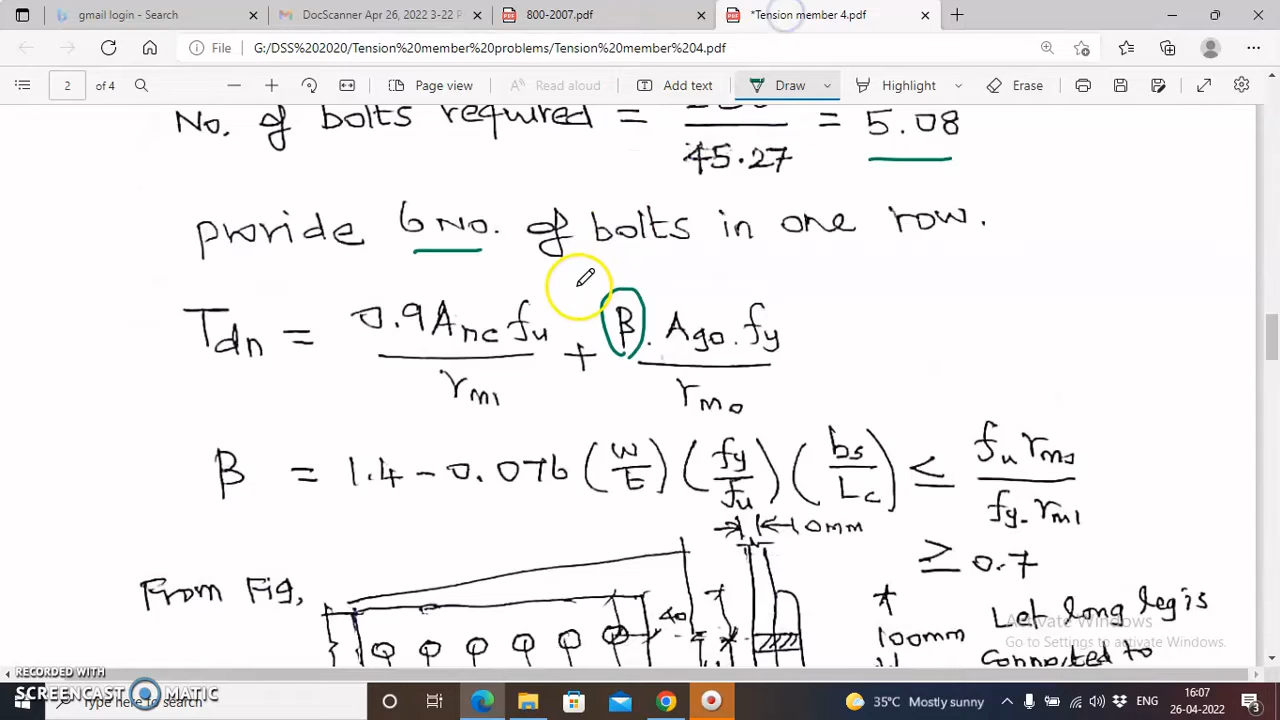 gmail login - Search
DocScanner Apr 26, 2022 3-22 P
800-2007.pdf
*Tension member 4.pdf
File
G:/DSS%202020/Tension%20member%20problems/Tension%20member%204.pdf
2 of 4
Page view
Read aloud
Add text
Draw
Highlight
Erase
No. of bolts required = / 45.27 = 5.08
provide 6 No. of bolts in one row.
Tdn = 0.9 Anc fu / γm1 + β. Ago. fy / γmo
β = 1.4 - 0.076 (w/t) (fy/fu) (bs/Lc) ≤ fu γmo / fy. γm1
10mm
≥ 0.7
From Fig,
40
Let long leg is
100mm
connected to
Activate Windows
Go to Settings to activate Windows.
RECORDED WITH
SCREENCAST MATIC
Type here to search
35°C Mostly sunny
ENG
16:07
26-04-2022
3